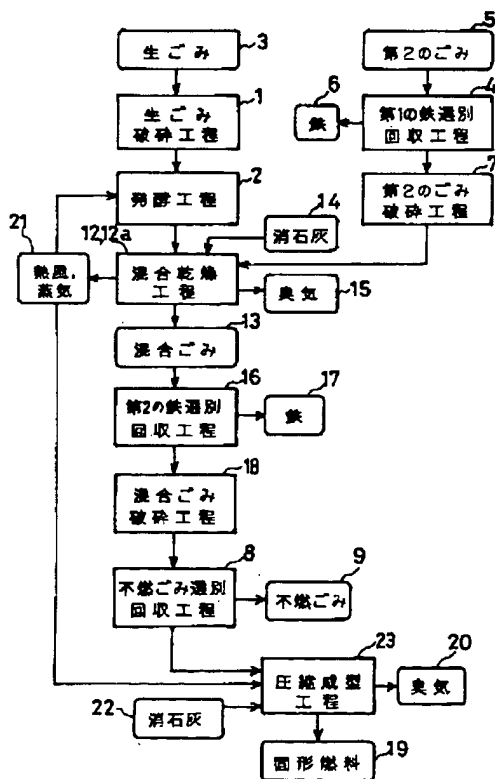 生ごみ
3
第2のごみ
5
生ごみ
破砕工程
1
鉄
6
第1の鉄選別
回収工程
4
発酵工程
2
第2のごみ
破砕工程
7
消石灰
14
熱風,
蒸気
21
混合乾燥
工程
12,12a
臭気
15
混合ごみ
13
第2の鉄選別
回収工程
16
鉄
17
混合ごみ
破砕工程
18
不燃ごみ選別
回収工程
8
不燃ごみ
9
圧縮成型
工程
23
臭気
20
消石灰
22
固形燃料
19